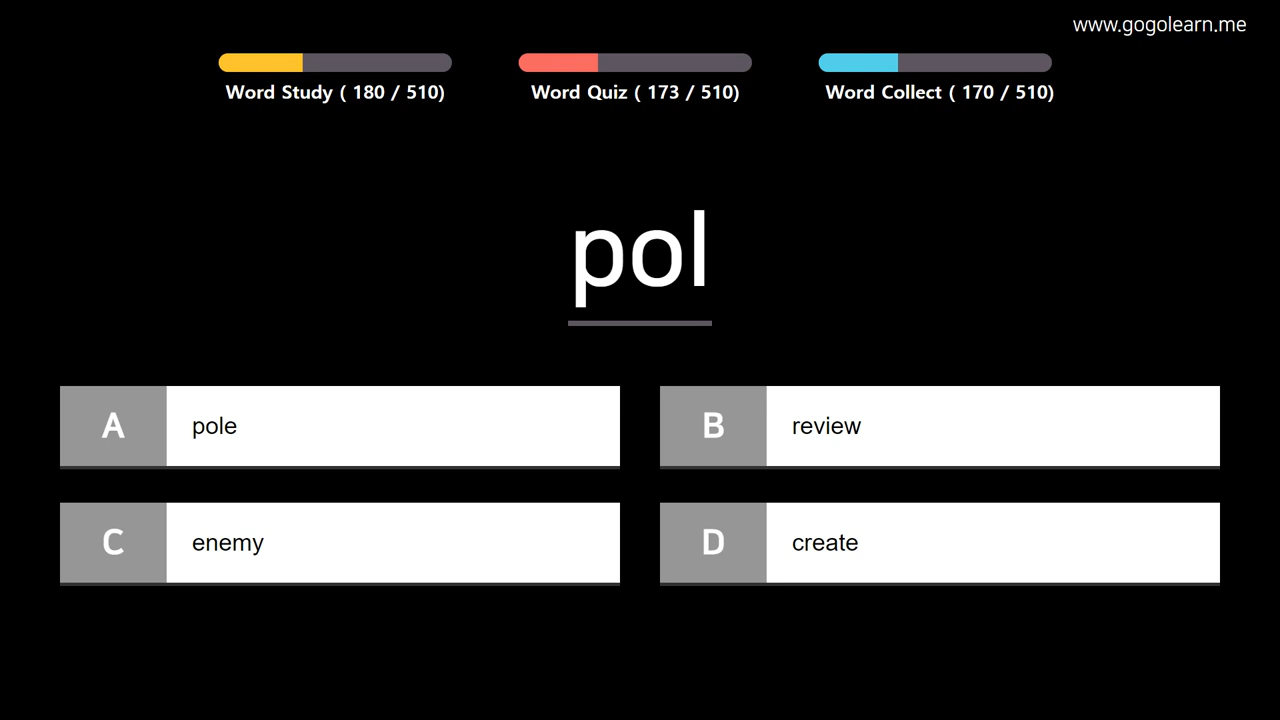 www.gogolearn.me
Word Study ( 180 / 510)
Word Quiz ( 173 / 510)
Word Collect ( 170 / 510)
pol
A pole
B review
C enemy
D create